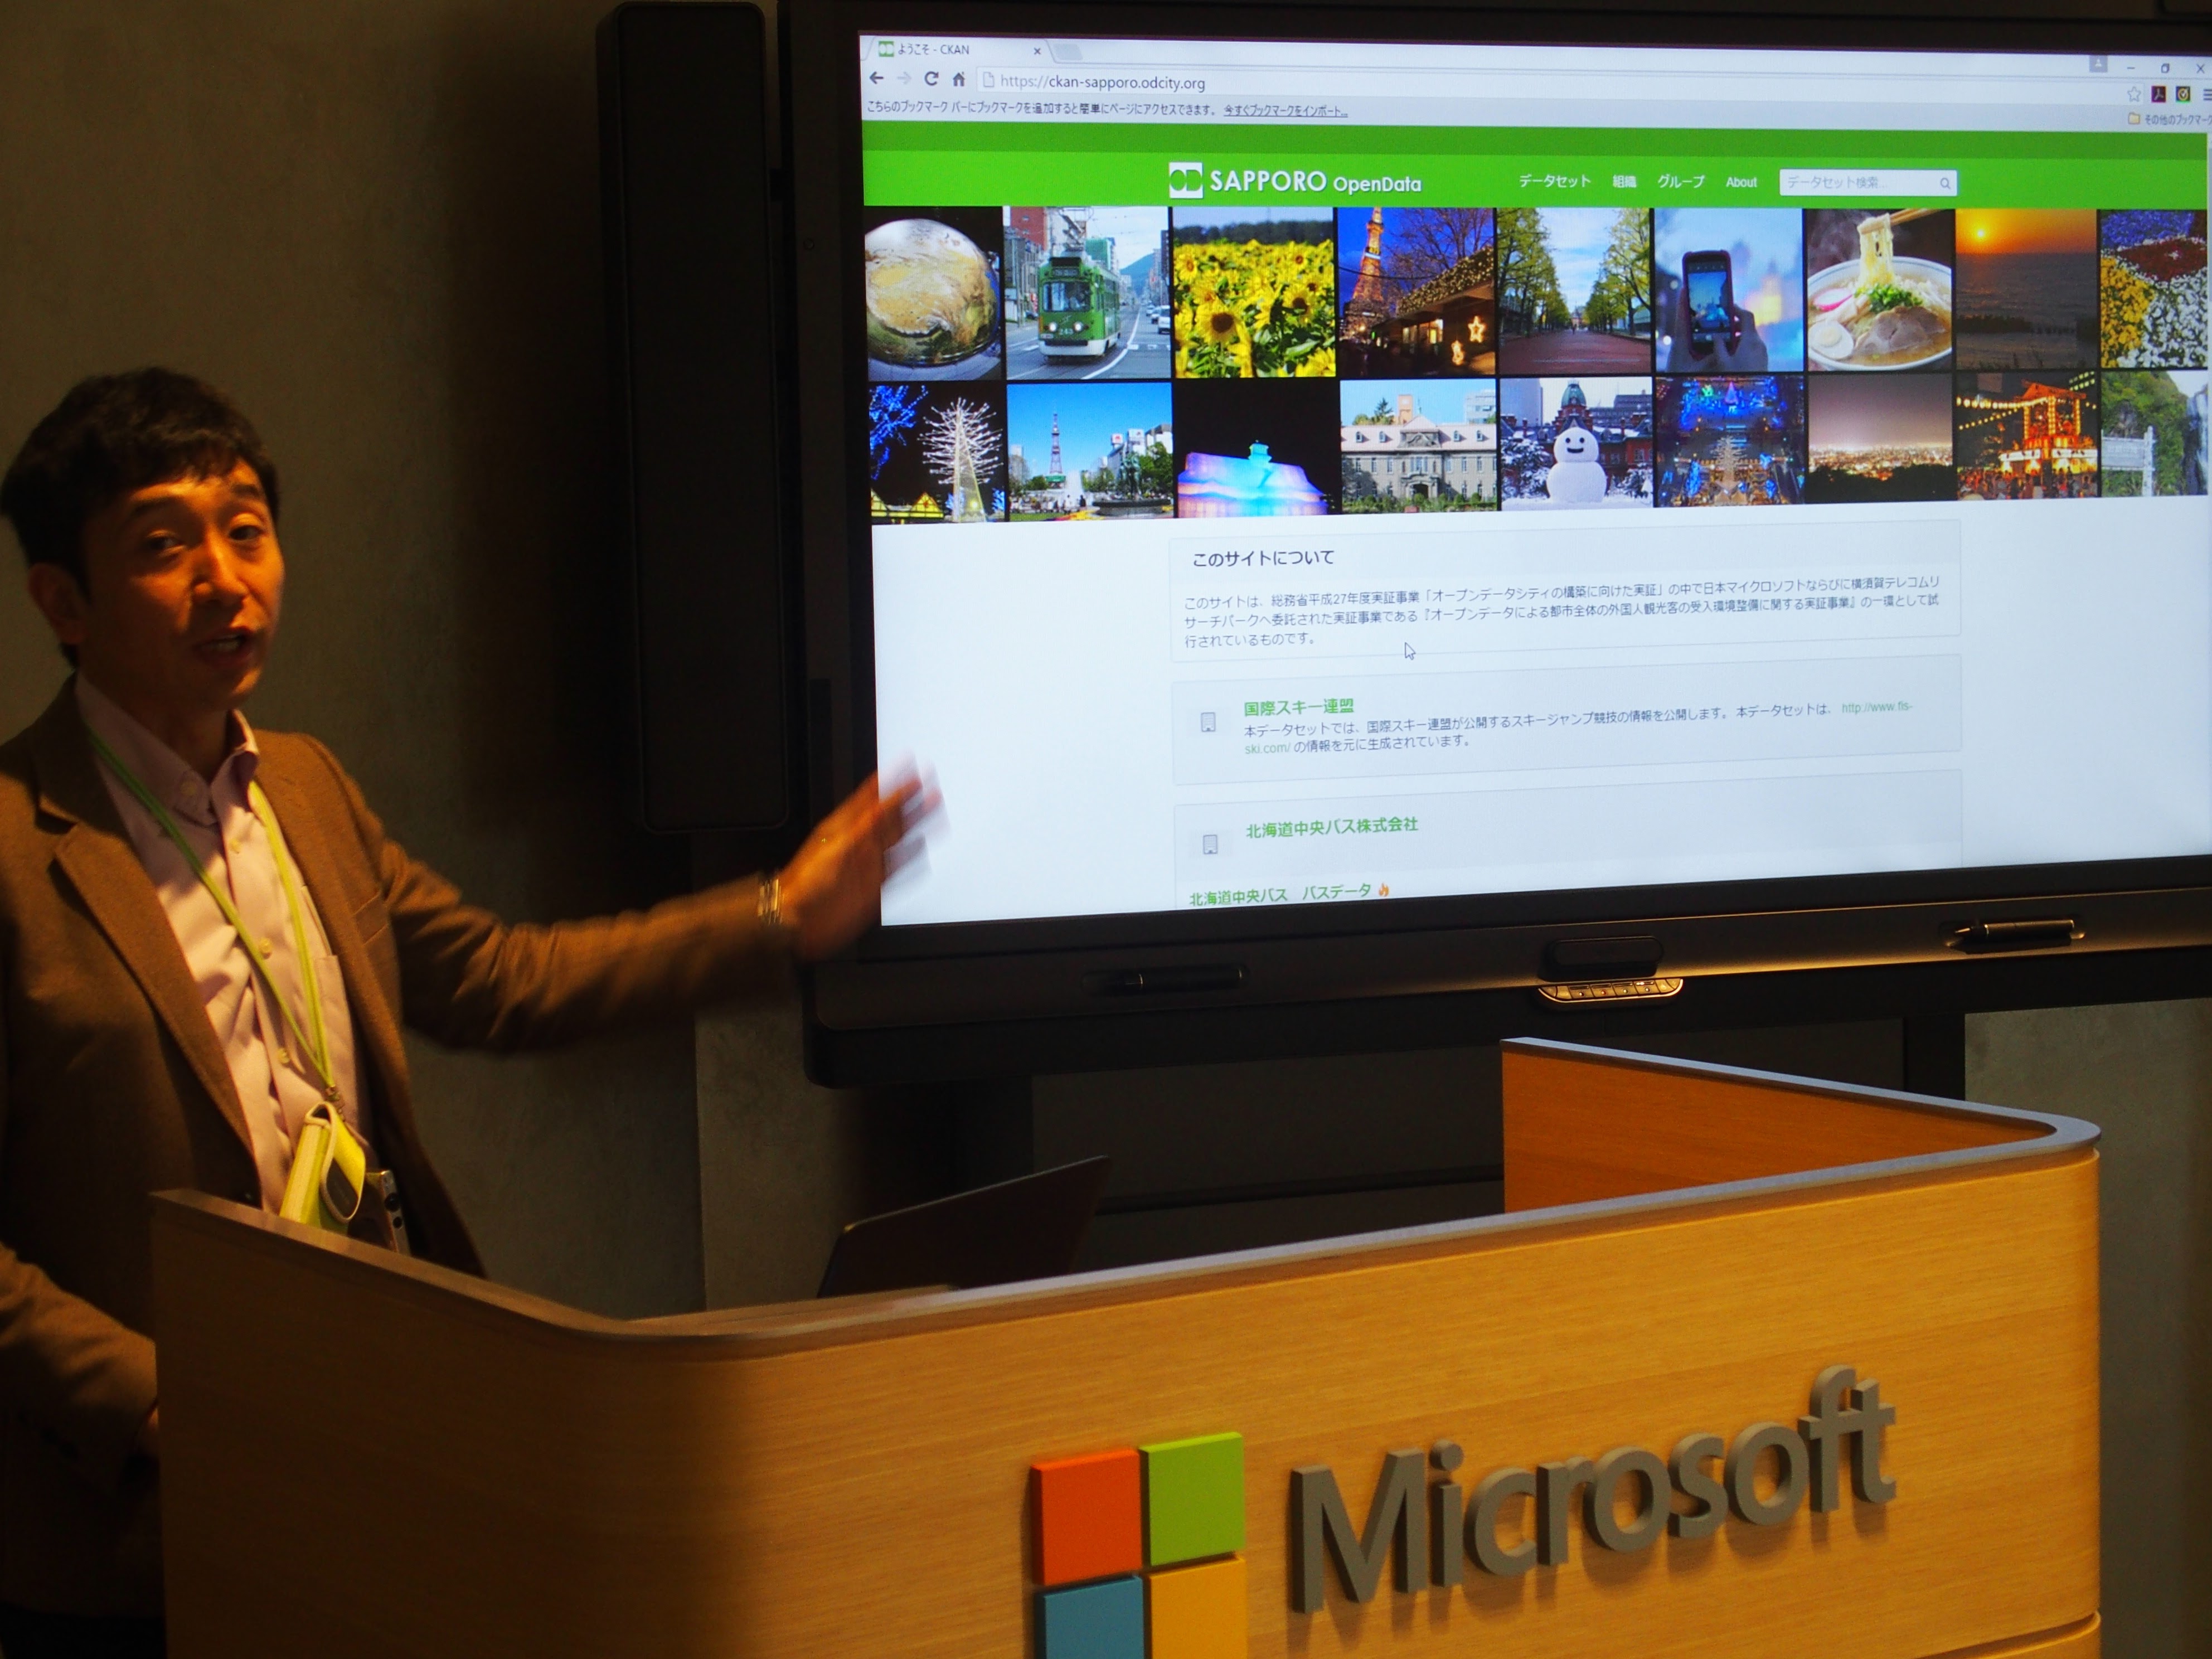 ようこそ - CKAN
https://ckan-sapporo.odcity.org
こちらのブックマーク バーにブックマークを追加すると簡単にページにアクセスできます。 今すぐブックマークをインポート...
その他のブックマーク
SAPPORO OpenData データセット 組織 グループ About データセット検索...
このサイトについて
このサイトは、総務省平成27年度実証事業「オープンデータシティの構築に向けた実証」の中で日本マイクロソフトならびに横須賀テレコムリ
サーチパークへ委託された実証事業である『オープンデータによる都市全体の外国人観光客の受入環境整備に関する実証事業』の一環として試
行されているものです。
国際スキー連盟
本データセットでは、国際スキー連盟が公開するスキージャンプ競技の情報を公開します。 本データセットは、 http://www.fis-
ski.com/ の情報を元に生成されています。
北海道中央バス株式会社
北海道中央バス バスデータ
Microsoft